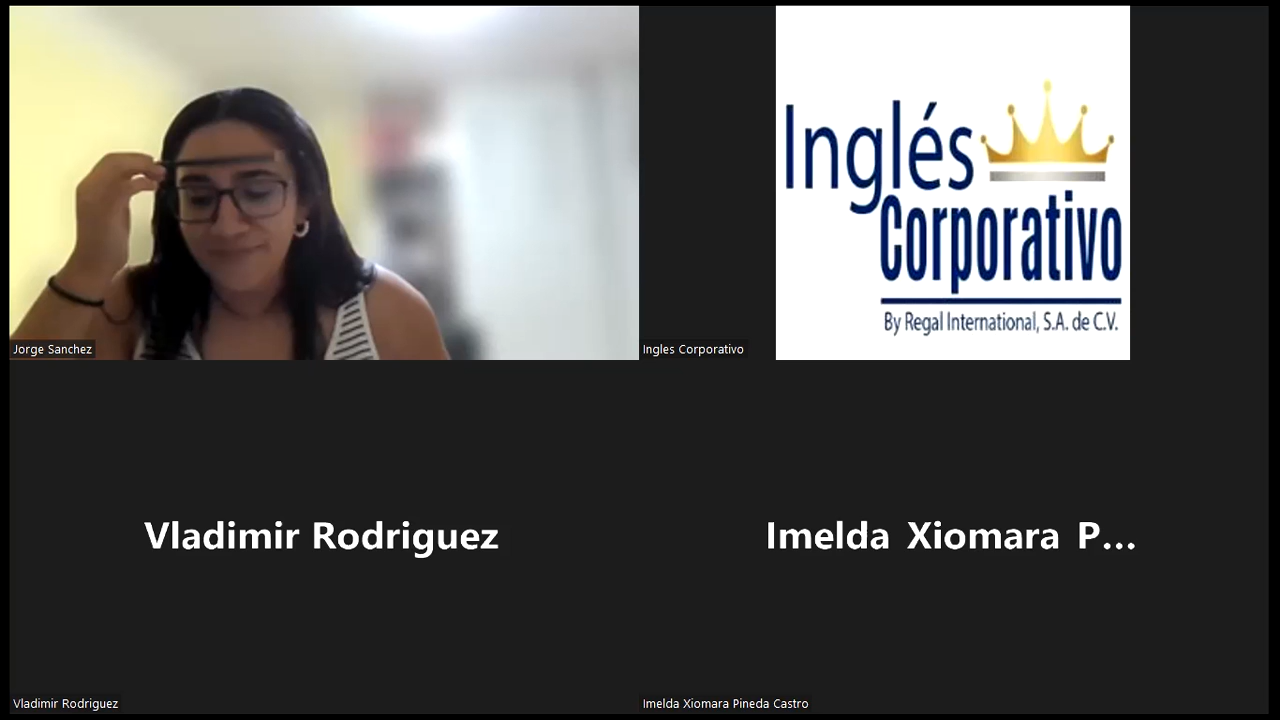 Jorge Sanchez
Inglés
Corporativo
By Regal International, S.A. de C.V.
Ingles Corporativo
Vladimir Rodriguez
Imelda Xiomara P...
Vladimir Rodriguez
Imelda Xiomara Pineda Castro